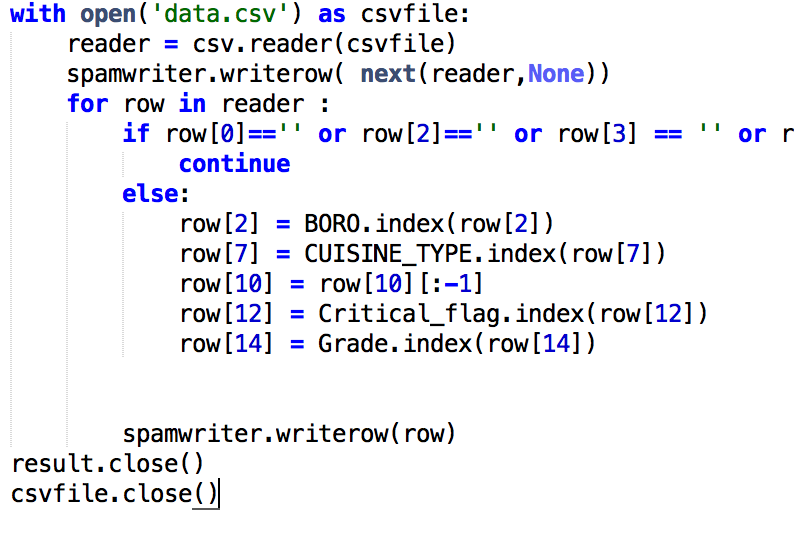 with open('data.csv') as csvfile:
    reader = csv.reader(csvfile)
    spamwriter.writerow( next(reader,None))
    for row in reader :
        if row[0]=='' or row[2]=='' or row[3] == '' or r
            continue
        else:
            row[2] = BORO.index(row[2])
            row[7] = CUISINE_TYPE.index(row[7])
            row[10] = row[10][:-1]
            row[12] = Critical_flag.index(row[12])
            row[14] = Grade.index(row[14])
        spamwriter.writerow(row)
result.close()
csvfile.close()